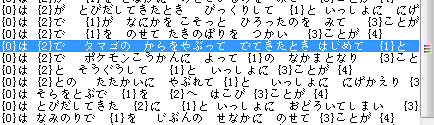 {0}が とびだしてきたとき びっくりして {1}と いっしょに にげ
{0}は {2}で {1}が なにかを こそっと ひろったのを みて {3}ことが
{0}は {2}で {1}を のせて たきのぼりを つかい {3}ことが {4}
{0}は {2}で タマゴの からをやぶって でてきたとき はじめて {1}と
{0}は {2}で ポケモンこうかんに よって {1}の なかまとなり {3}こと
{0}は {2}と そうぐうして {1}と いっしょに {3}ことが {4}
{0}は {2}との たたかいに やぶれて {1}と いっしょに にげかえり {3}
{0}は そらをとぶで {1}を {2}へ はこび {3}ことが {4}
{0}は とびだしてきた {2}に {1}と いっしょに おどろいてしまい {3}
{0}は なみのりで {1}を じぶんの せなかに のせて {3}ことが {4}